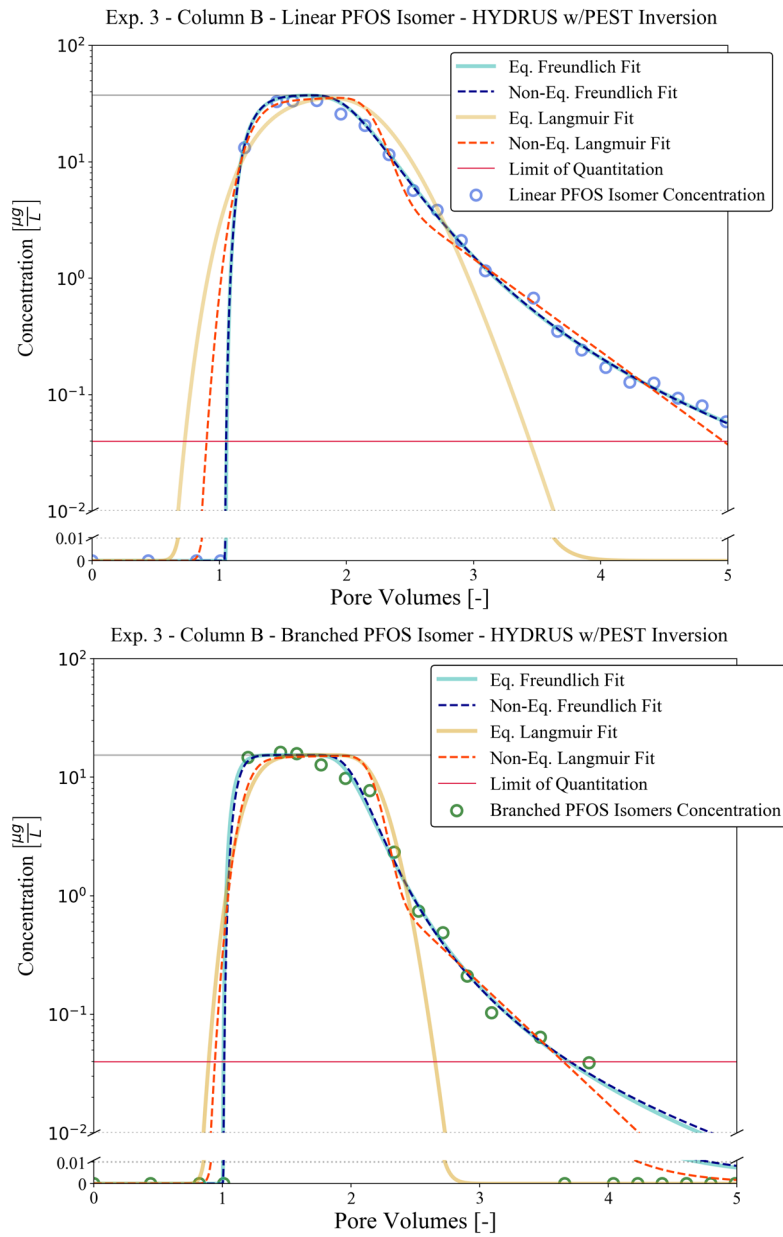 Exp. 3 - Column B - Linear PFOS Isomer - HYDRUS w/PEST Inversion
10²
Eq. Freundlich Fit
Non-Eq. Freundlich Fit
Eq. Langmuir Fit
Non-Eq. Langmuir Fit
Limit of Quantitation
Linear PFOS Isomer Concentration
10¹
Concentration [μg/L]
10⁰
10⁻¹
10⁻²
0.01
0
0 1 2 3 4 5
Pore Volumes [-]
Exp. 3 - Column B - Branched PFOS Isomer - HYDRUS w/PEST Inversion
10²
Eq. Freundlich Fit
Non-Eq. Freundlich Fit
Eq. Langmuir Fit
Non-Eq. Langmuir Fit
Limit of Quantitation
Branched PFOS Isomers Concentration
10¹
Concentration [μg/L]
10⁰
10⁻¹
10⁻²
0.01
0
0 1 2 3 4 5
Pore Volumes [-]